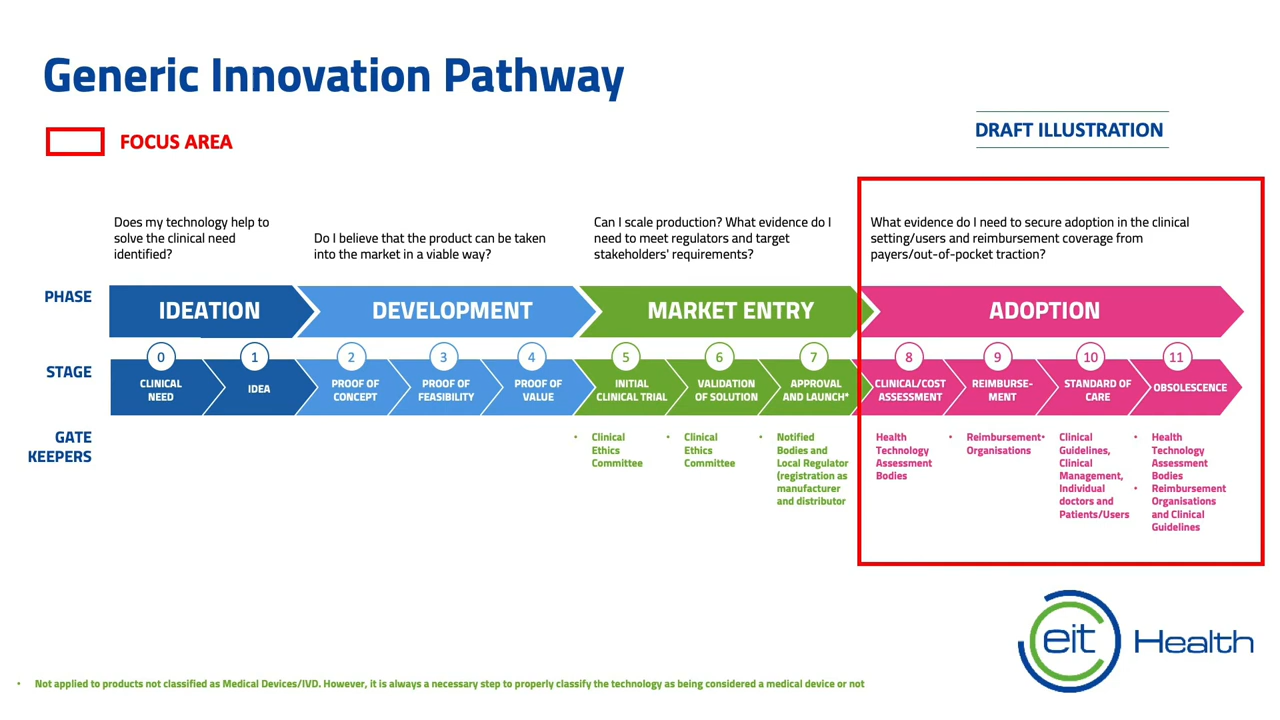 Generic Innovation Pathway
FOCUS AREA
DRAFT ILLUSTRATION
Does my technology help to
solve the clinical need
identified?
Do I believe that the product can be taken
into the market in a viable way?
Can I scale production? What evidence do I
need to meet regulators and target
stakeholders' requirements?
What evidence do I need to secure adoption in the clinical
setting/users and reimbursement coverage from
payers/out-of-pocket traction?
PHASE
IDEATION
DEVELOPMENT
MARKET ENTRY
ADOPTION
STAGE
0
CLINICAL
NEED
1
IDEA
2
PROOF OF
CONCEPT
3
PROOF OF
FEASIBILITY
4
PROOF OF
VALUE
5
INITIAL
CLINICAL TRIAL
6
VALIDATION
OF SOLUTION
7
APPROVAL
AND LAUNCH*
8
CLINICAL/COST
ASSESSMENT
9
REIMBURSE-
MENT
10
STANDARD OF
CARE
11
OBSOLESCENCE
GATE
KEEPERS
• Clinical
Ethics
Committee
• Clinical
Ethics
Committee
• Notified
Bodies and
Local Regulator
(registration as
manufacturer
and distributor
Health
Technology
Assessment
Bodies
• Reimbursement
Organisations
• Clinical
Guidelines,
Clinical
Management,
Individual
doctors and
Patients/Users
• Health
Technology
Assessment
Bodies
• Reimbursement
Organisations
and Clinical
Guidelines
eit Health
• Not applied to products not classified as Medical Devices/IVD. However, it is always a necessary step to properly classify the technology as being considered a medical device or not